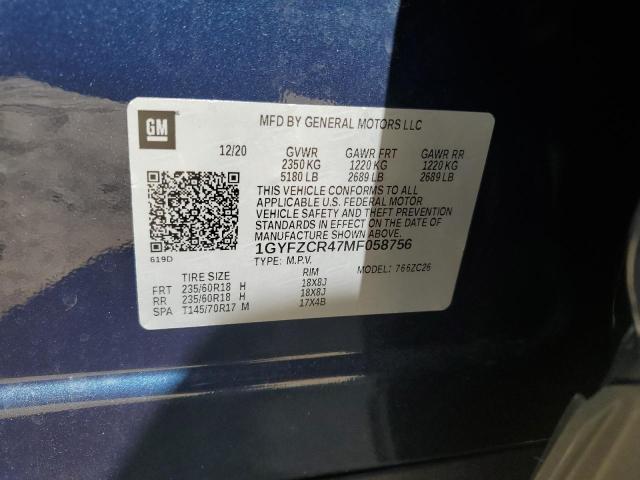 GM
MFD BY GENERAL MOTORS LLC
12/20 GVWR GAWR FRT GAWR RR
2350 KG 1220 KG 1220 KG
5180 LB 2689 LB 2689 LB
THIS VEHICLE CONFORMS TO ALL
APPLICABLE U.S. FEDERAL MOTOR
VEHICLE SAFETY AND THEFT PREVENTION
STANDARDS IN EFFECT ON THE DATE OF
MANUFACTURE SHOWN ABOVE.
1GYFZCR47MF058756
619D TYPE: M.P.V. MODEL: 766ZC26
TIRE SIZE RIM
FRT 235/60R18 H 18X8J
RR 235/60R18 H 18X8J
SPA T145/70R17 M 17X4B